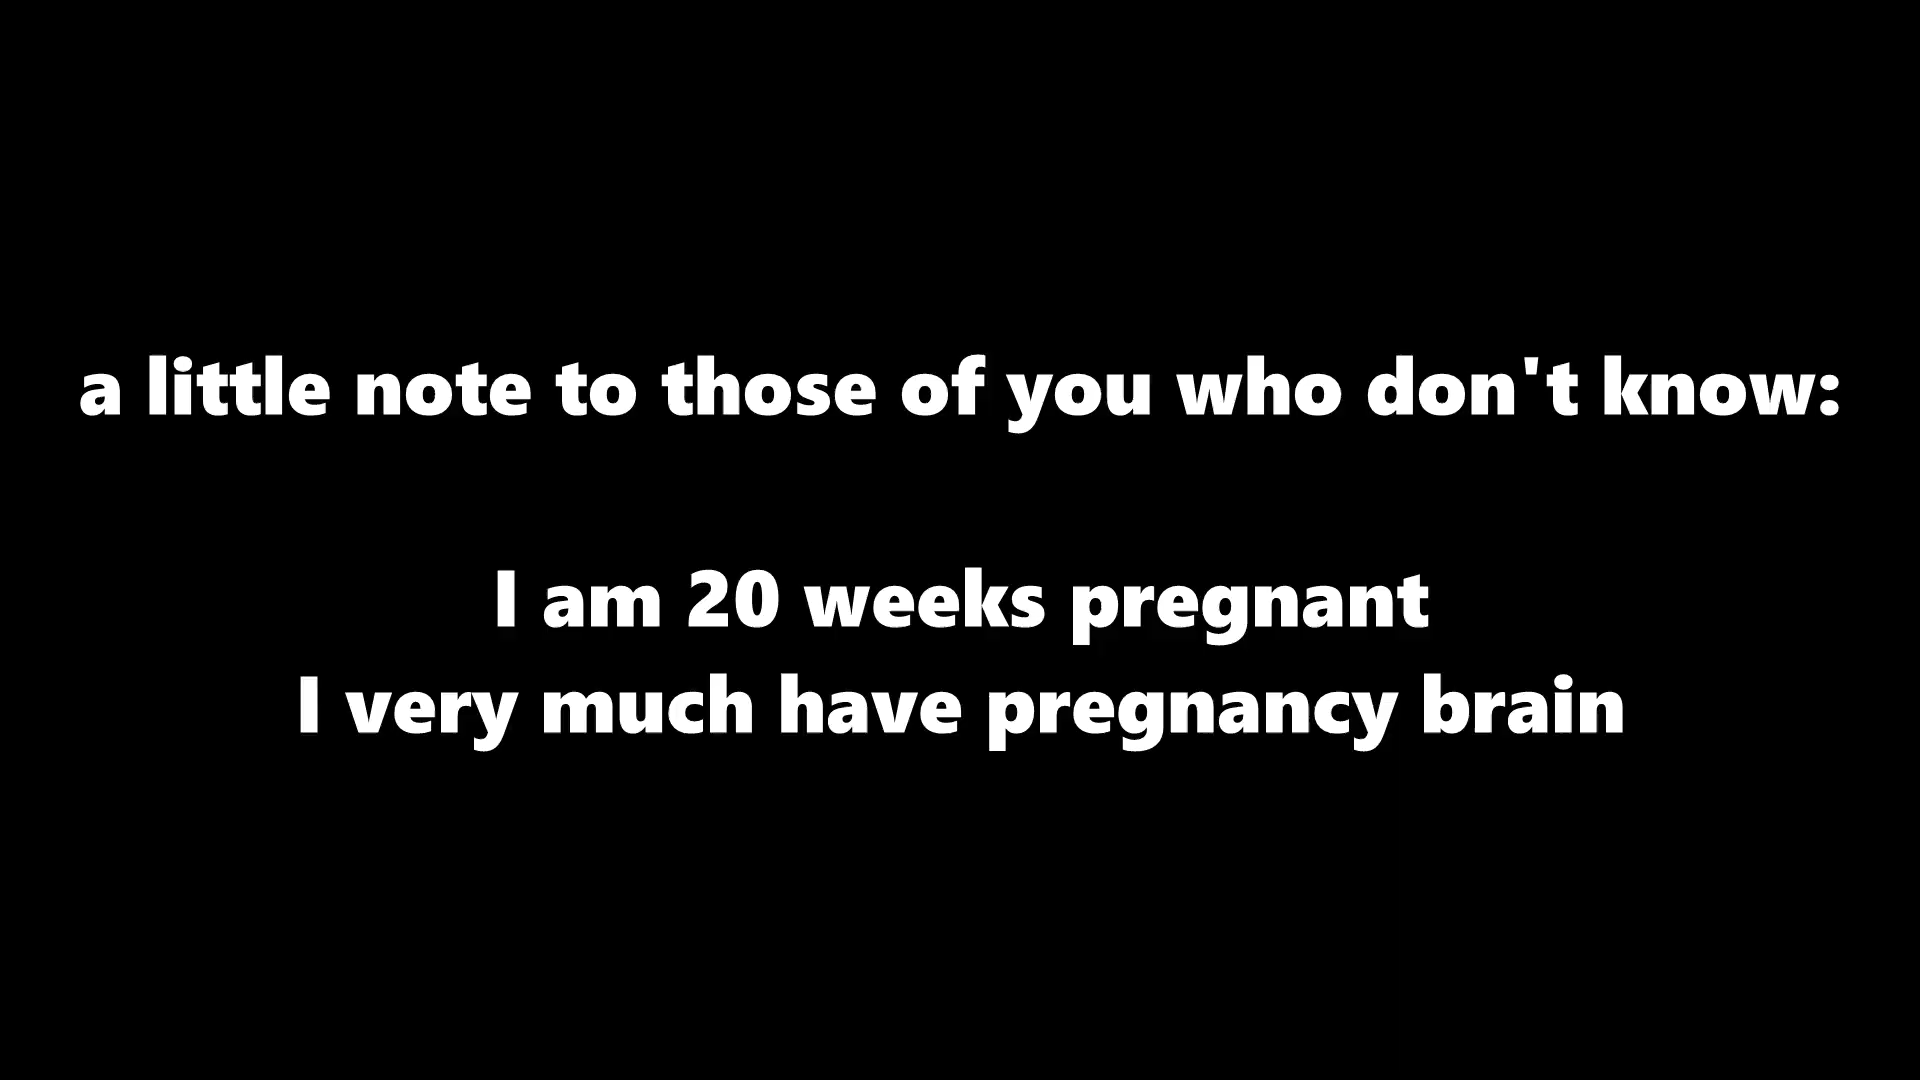 a little note to those of you who don't know:
I am 20 weeks pregnant
I very much have pregnancy brain